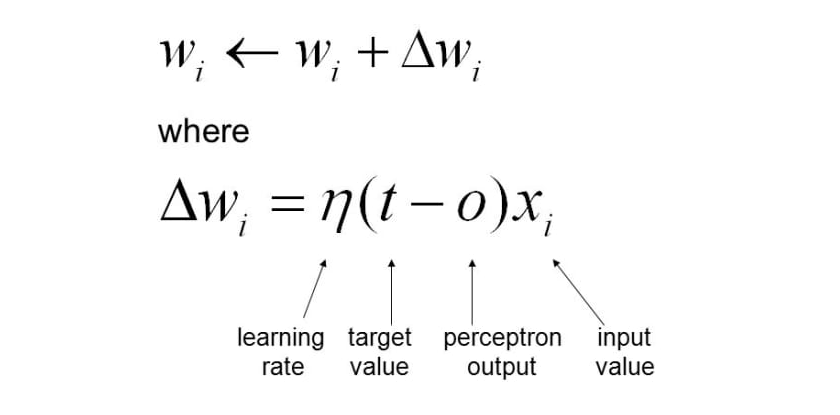 wᵢ ← wᵢ + Δwᵢ
where
Δwᵢ = η(t − o)xᵢ
learning rate
target value
perceptron output
input value